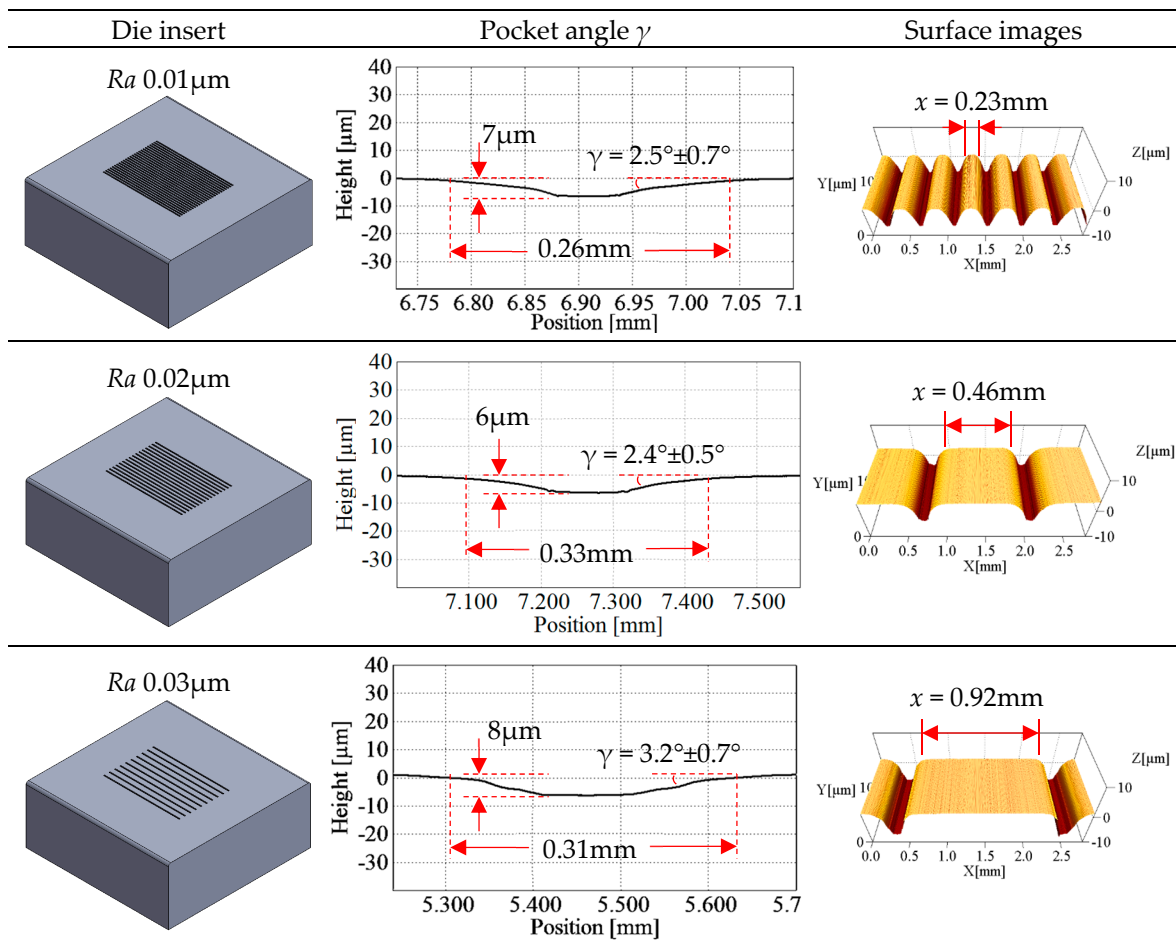 Die insert
Pocket angle γ
Surface images
Ra 0.01µm
40
30
20
10
0
-10
-20
-30
Height [µm]
7µm
γ = 2.5°±0.7°
0.26mm
6.75 6.80 6.85 6.90 6.95 7.00 7.05 7.1
Position [mm]
x = 0.23mm
Z[µm]
Y[µm] 10
10
0
0
-10
0.0 0.5 1.0 1.5 2.0 2.5
X[mm]
Ra 0.02µm
40
30
20
10
0
-10
-20
-30
Height [µm]
6µm
γ = 2.4°±0.5°
0.33mm
7.100 7.200 7.300 7.400 7.500
Position [mm]
x = 0.46mm
Z[µm]
Y[µm]
10
0
0
-10
0.0 0.5 1.0 1.5 2.0 2.5
X[mm]
Ra 0.03µm
40
30
20
10
0
-10
-20
-30
Height [µm]
8µm
γ = 3.2°±0.7°
0.31mm
5.300 5.400 5.500 5.600 5.7
Position [mm]
x = 0.92mm
Z[µm]
Y[µm] 10
10
0
0
-10
0.0 0.5 1.0 1.5 2.0 2.5
X[mm]